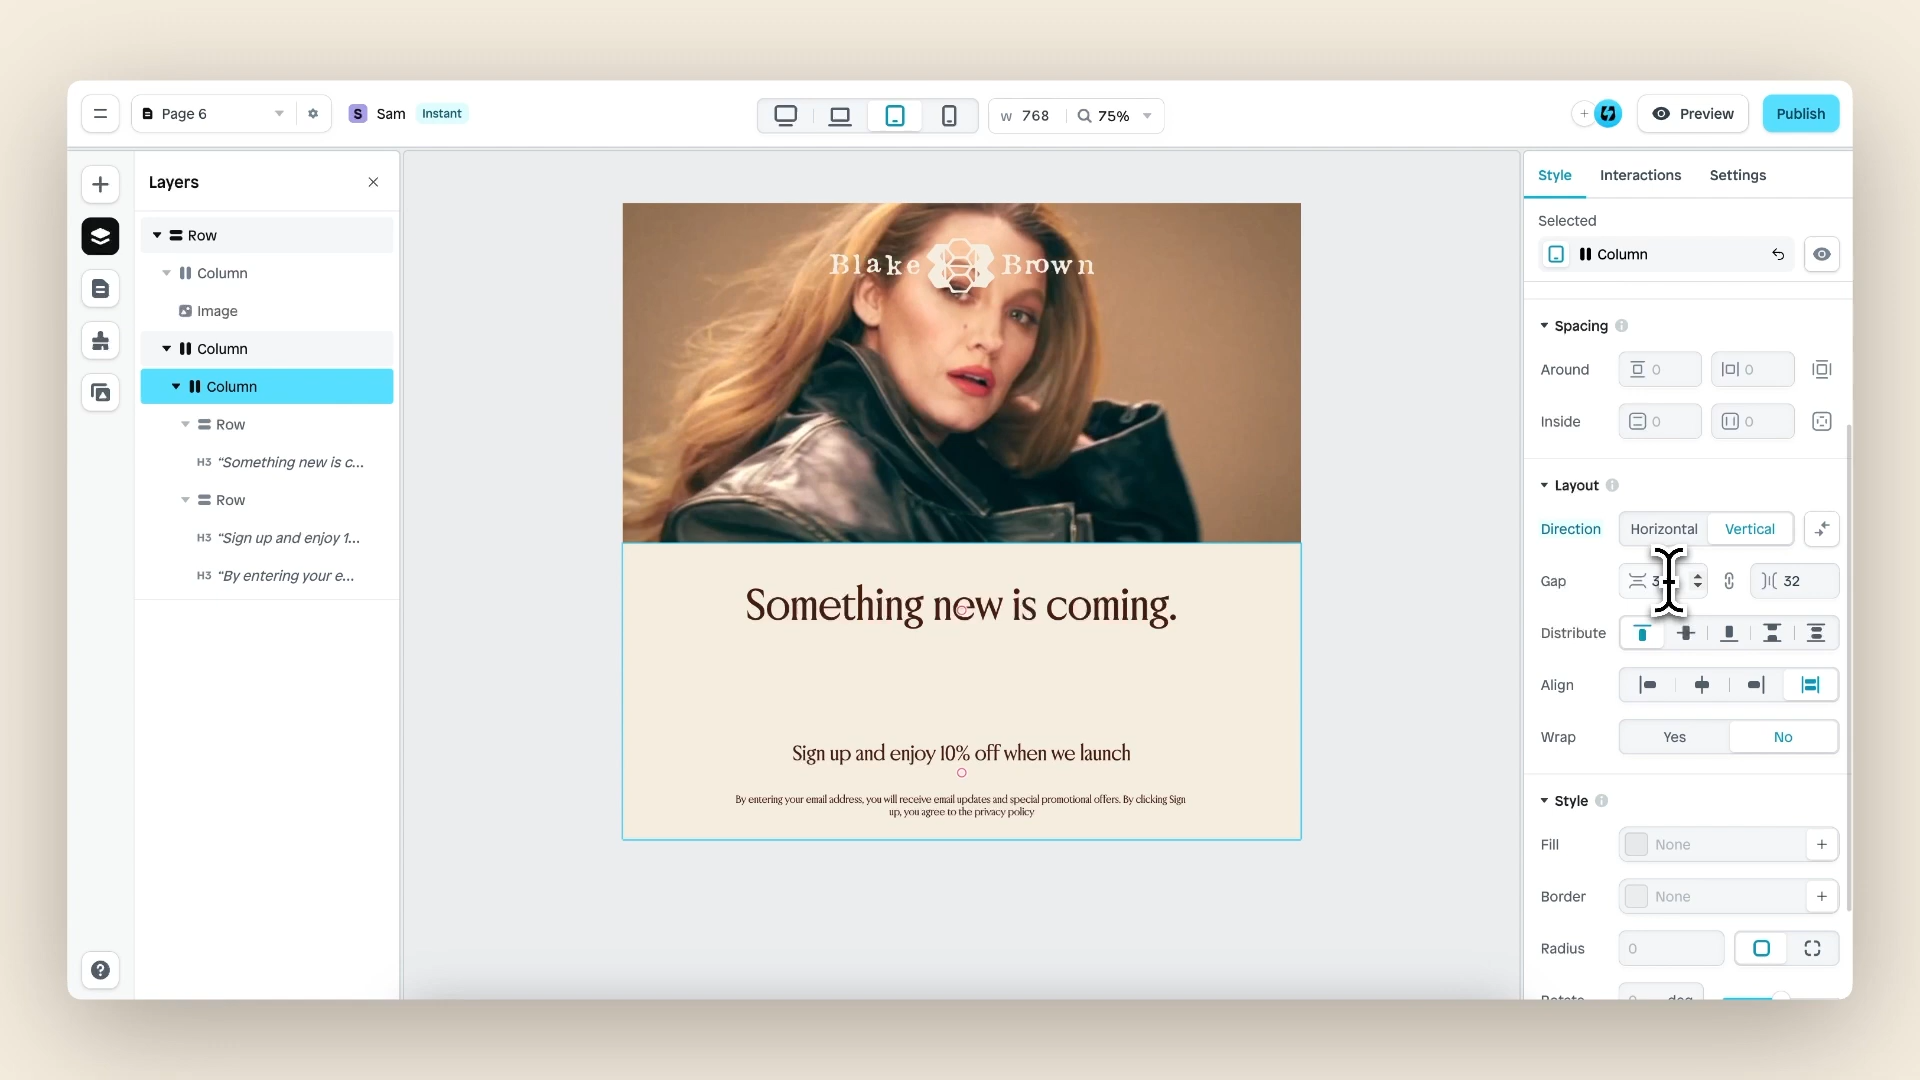 Page 6
S Sam Instant
W 768
75%
+
Preview
Publish
Layers
Row
Column
Image
Column
Column
Row
H3 “Something new is c...
Row
H3 “Sign up and enjoy 1...
H3 “By entering your e...
Blake Brown
Something new is coming.
Sign up and enjoy 10% off when we launch
By entering your email address, you will receive email updates and special promotional offers. By clicking Sign
up, you agree to the privacy policy
Style Interactions Settings
Selected
Column
Spacing
Around 0 0
Inside 0 0
Layout
Direction Horizontal Vertical
Gap 32
Distribute
Align
Wrap Yes No
Style
Fill None +
Border None +
Radius 0
Rotate 0 deg